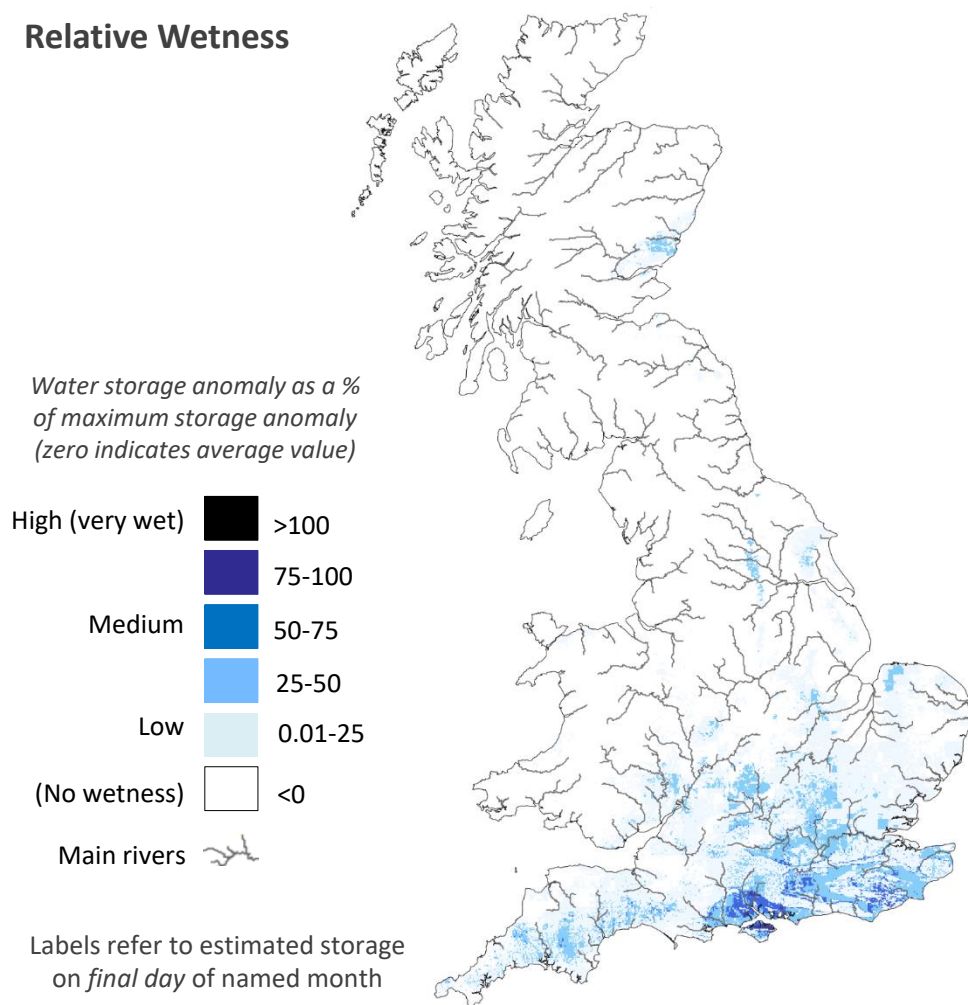 Relative Wetness
Water storage anomaly as a %
of maximum storage anomaly
(zero indicates average value)
High (very wet) >100
75-100
Medium 50-75
25-50
Low 0.01-25
(No wetness) <0
Main rivers
Labels refer to estimated storage
on final day of named month